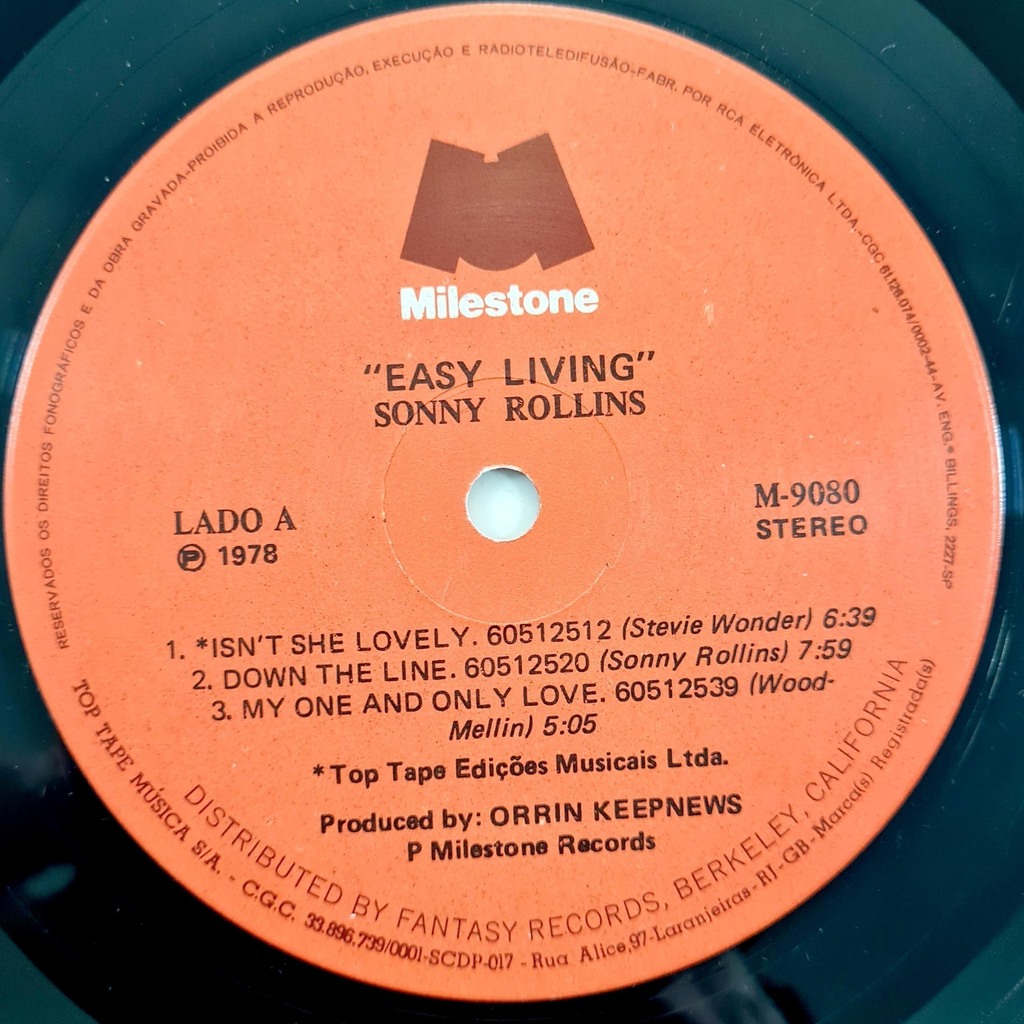 RESERVADOS OS DIREITOS FONOGRÁFICOS E DA OBRA GRAVADA-PROIBIDA A REPRODUÇÃO, EXECUÇÃO E RADIOTELEDIFUSÃO-FABR. POR RCA ELETRÔNICA LTDA.-CGC 61.126.074/0002-44-AV. ENG.º BILLINGS, 2227-SP
Milestone
"EASY LIVING"
SONNY ROLLINS
LADO A
Ⓟ 1978
M-9080
STEREO
1. *ISN'T SHE LOVELY. 60512512 (Stevie Wonder) 6:39
2. DOWN THE LINE. 60512520 (Sonny Rollins) 7:59
3. MY ONE AND ONLY LOVE. 60512539 (Wood-
Mellin) 5:05
*Top Tape Edições Musicais Ltda.
Produced by: ORRIN KEEPNEWS
P Milestone Records
DISTRIBUTED BY FANTASY RECORDS, BERKELEY, CALIFORNIA
TOP TAPE MÚSICA S/A. - C.G.C. 33.896.739/0001-SCDP-017 - Rua Alice,97-Laranjeiras-RJ-GB-Marca(s) Registrada(s)